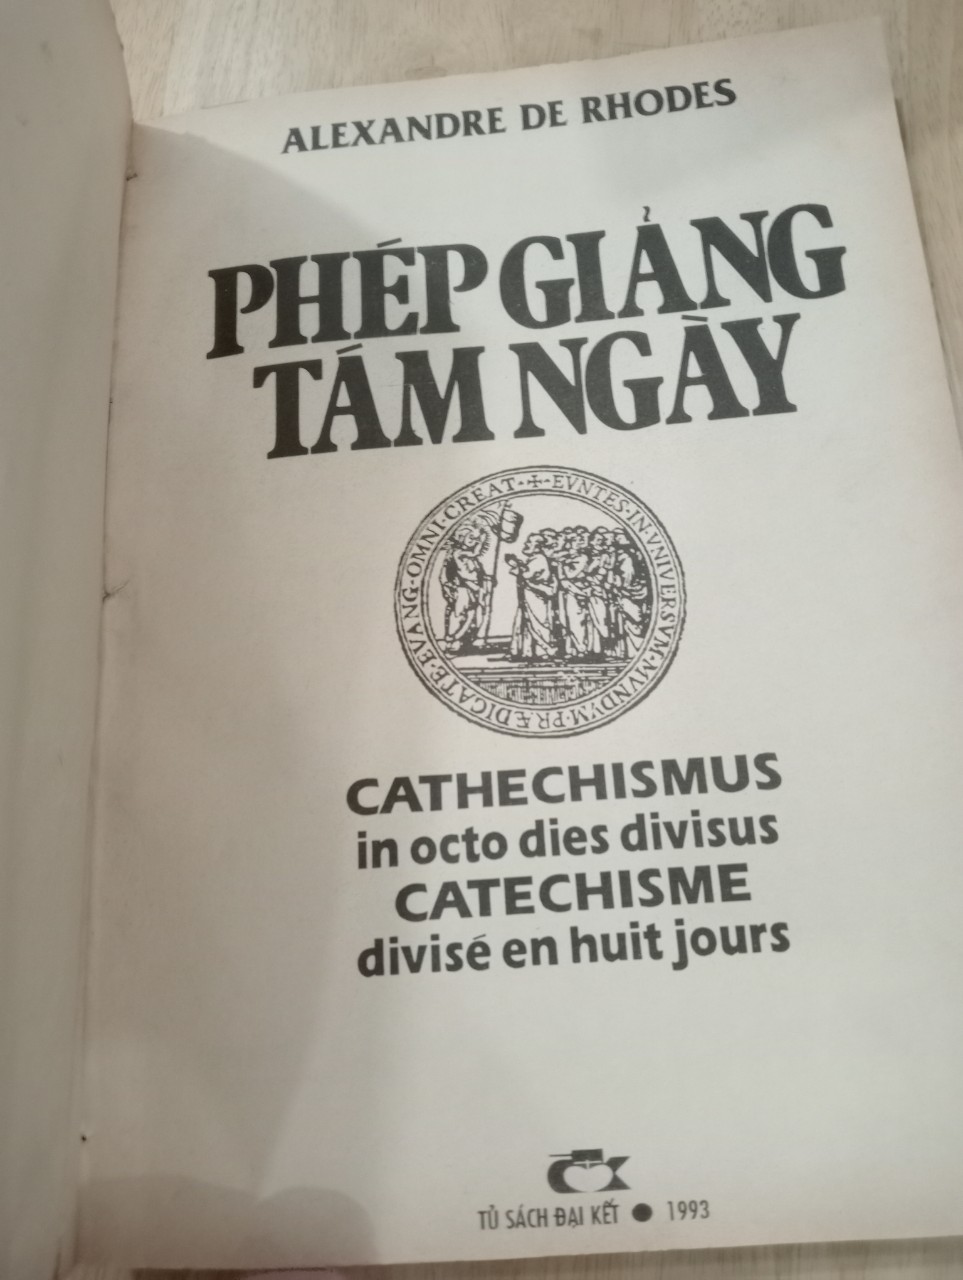 ALEXANDRE DE RHODES
PHÉP GIẢNG
TÁM NGÀY
EVNTES·IN·VNIVERSVM·MVNDVM·PRÆDICATE·EVANG·OMNI·CREAT·
CATHECHISMUS
in octo dies divisus
CATECHISME
divisé en huit jours
TỦ SÁCH ĐẠI KẾT ● 1993